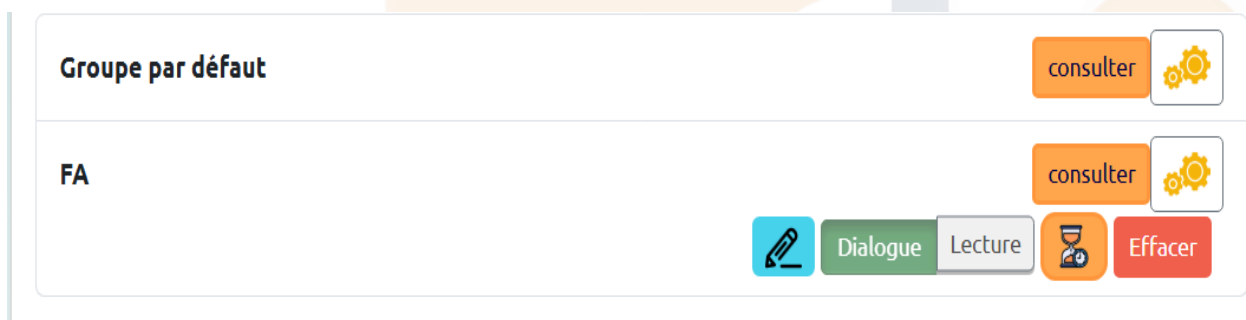 Groupe par défaut consulter
FA consulter
Dialogue Lecture Effacer